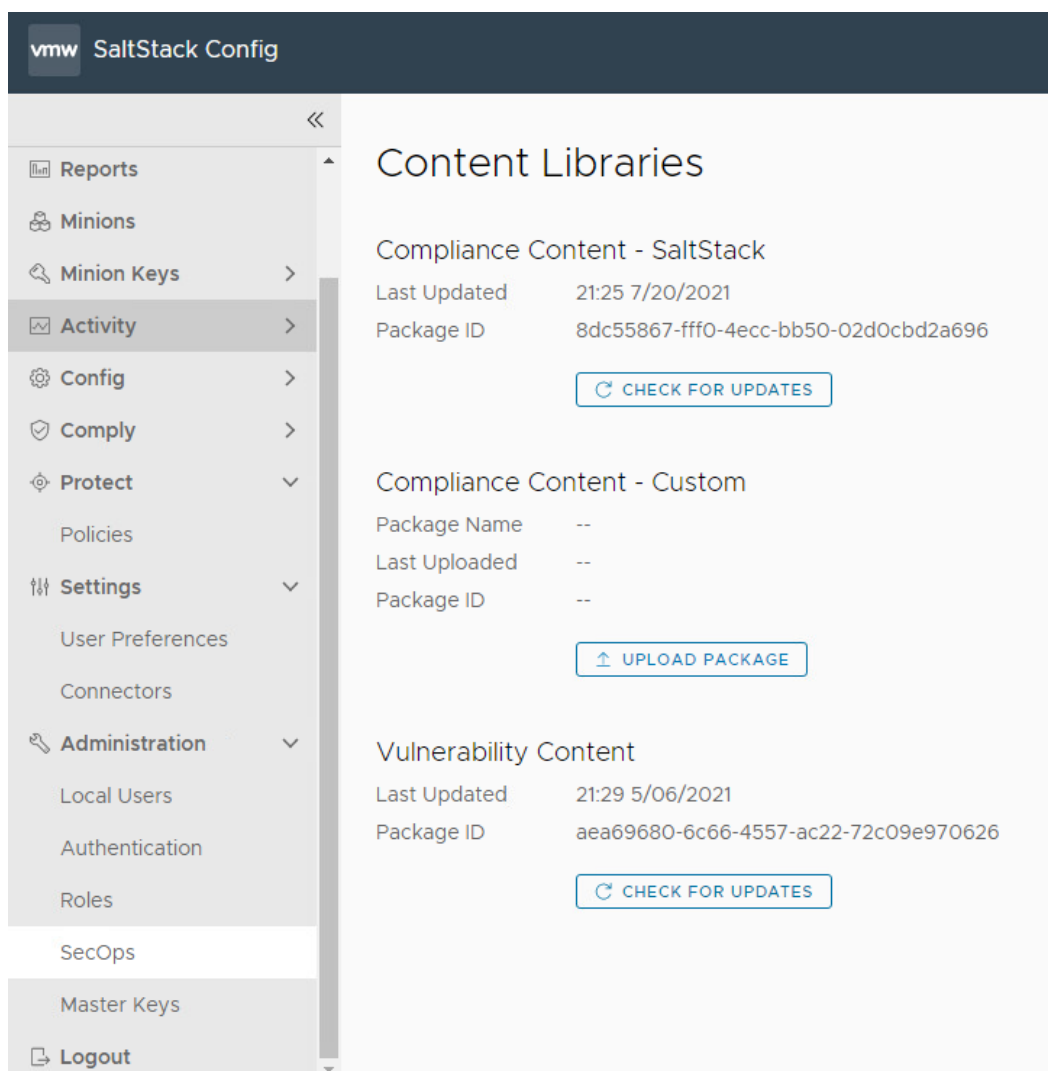 vmw SaltStack Config
Reports
Minions
Minion Keys
Activity
Config
Comply
Protect
Policies
Settings
User Preferences
Connectors
Administration
Local Users
Authentication
Roles
SecOps
Master Keys
Logout
Content Libraries
Compliance Content - SaltStack
Last Updated 21:25 7/20/2021
Package ID 8dc55867-fff0-4ecc-bb50-02d0cbd2a696
CHECK FOR UPDATES
Compliance Content - Custom
Package Name --
Last Uploaded --
Package ID --
UPLOAD PACKAGE
Vulnerability Content
Last Updated 21:29 5/06/2021
Package ID aea69680-6c66-4557-ac22-72c09e970626
CHECK FOR UPDATES